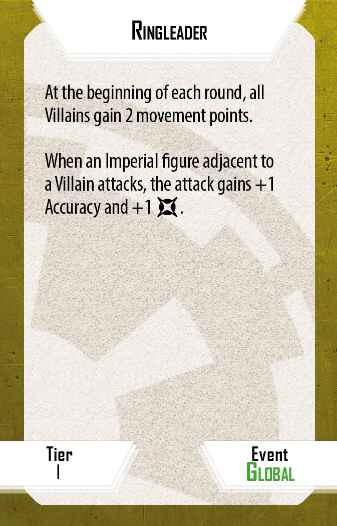 RINGLEADER
At the beginning of each round, all
Villains gain 2 movement points.
When an Imperial figure adjacent to
a Villain attacks, the attack gains +1
Accuracy and +1 .
Tier
I
Event
GLOBAL